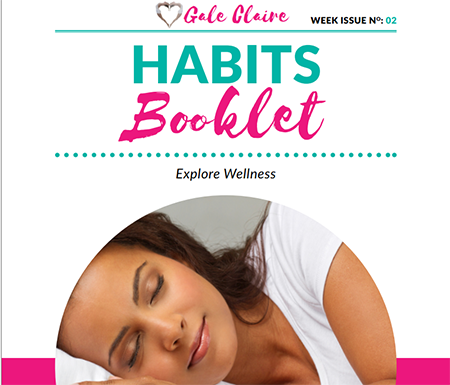 Gale Claire
WEEK ISSUE Nº: 02
HABITS
Booklet
Explore Wellness